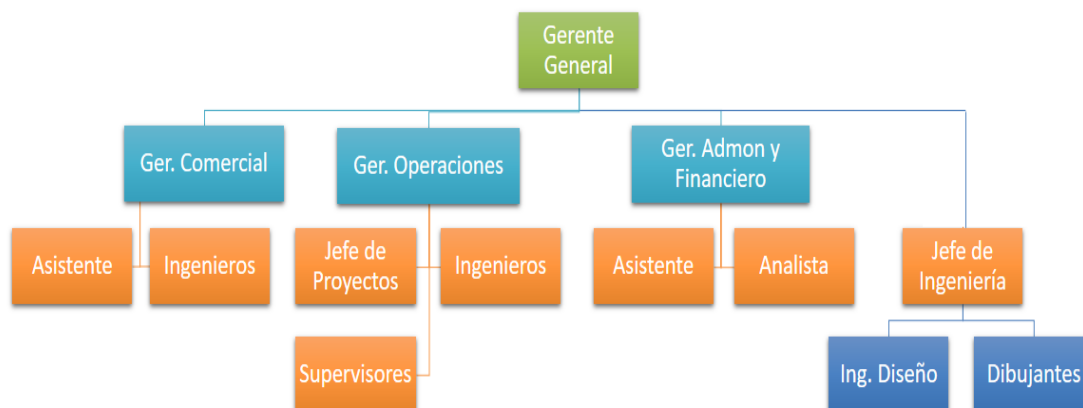 Gerente
General
Ger. Comercial
Ger. Operaciones
Ger. Admon y
Financiero
Asistente
Ingenieros
Jefe de
Proyectos
Ingenieros
Asistente
Analista
Jefe de
Ingeniería
Supervisores
Ing. Diseño
Dibujantes